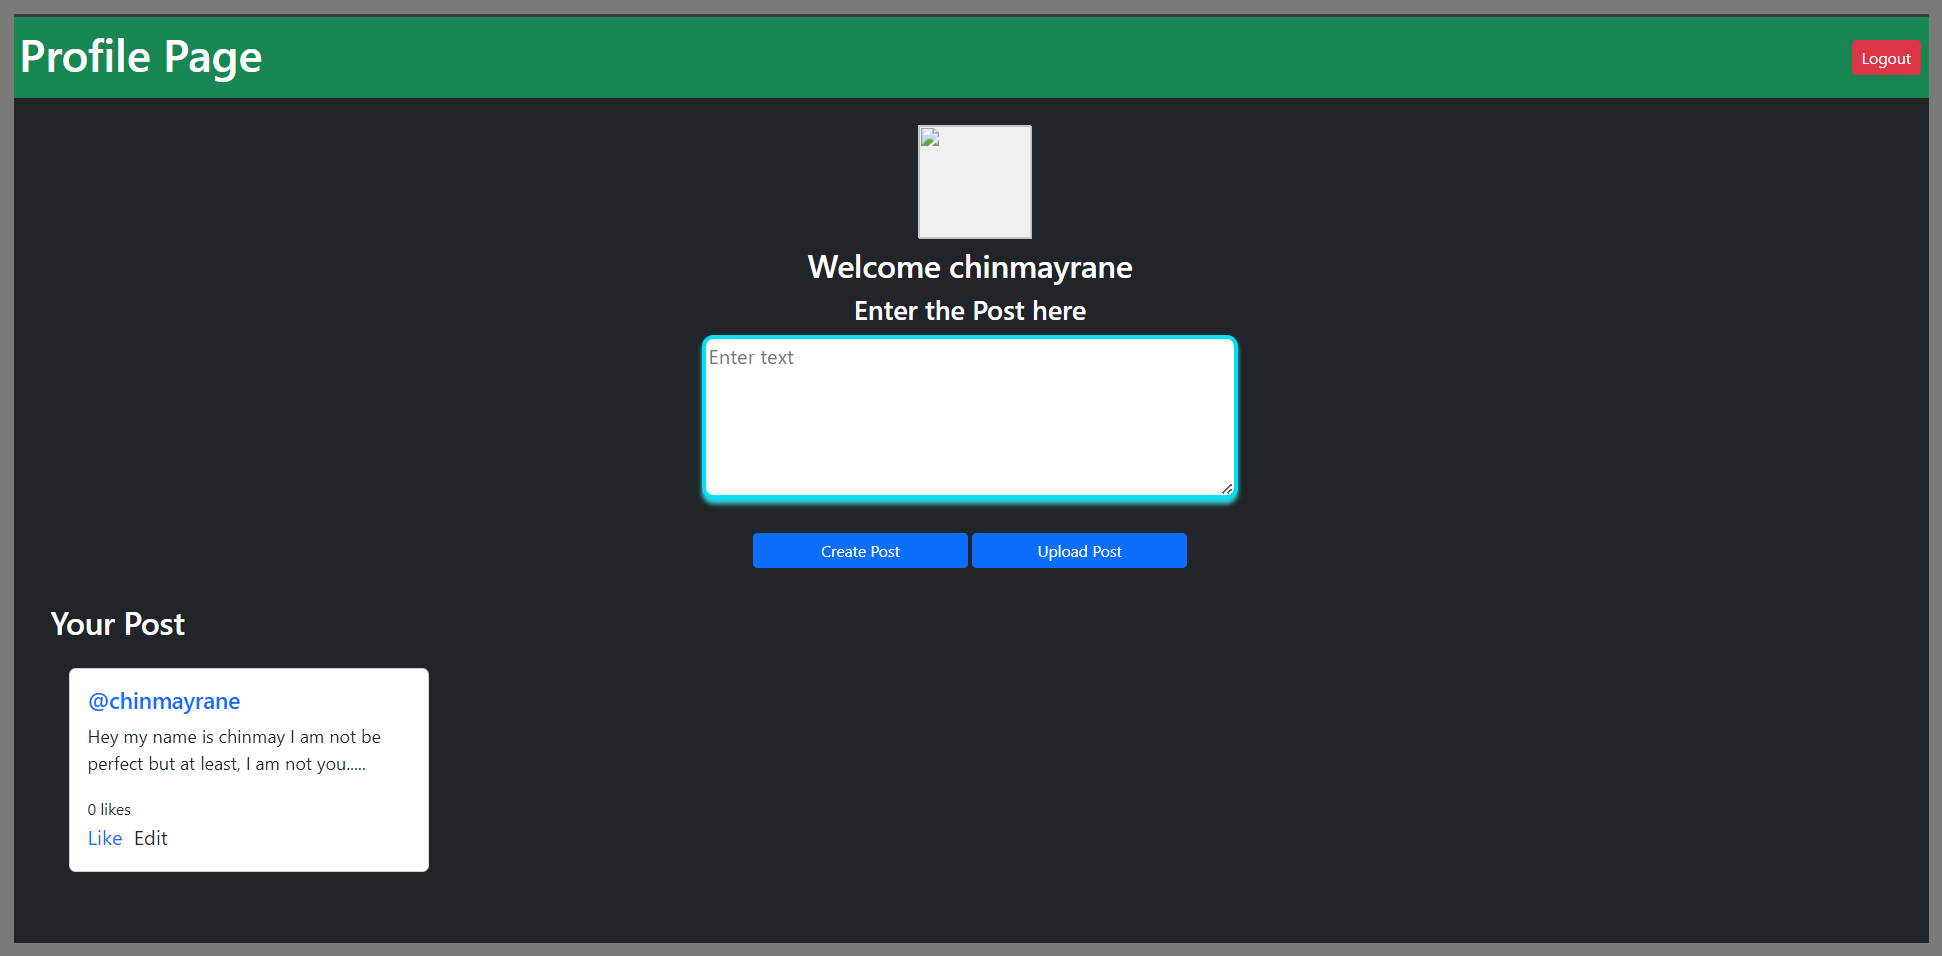 Profile Page
Logout
Welcome chinmayrane
Enter the Post here
Enter text
Create Post
Upload Post
Your Post
@chinmayrane
Hey my name is chinmay I am not be
perfect but at least, I am not you.....
0 likes
Like Edit